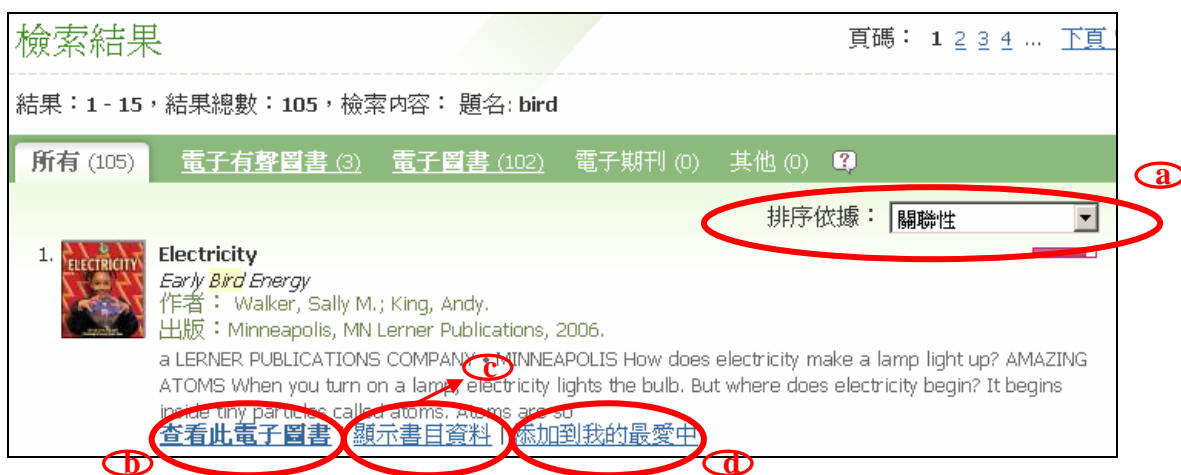 檢索結果
頁碼： 1 2 3 4 ... 下頁
結果：1 - 15，結果總數：105，檢索內容： 題名: bird
所有 (105) 電子有聲圖書 (3) 電子圖書 (102) 電子期刊 (0) 其他 (0) ?
a
排序依據： 關聯性
1. ELECTRICITY Electricity
Early Bird Energy
作者： Walker, Sally M.; King, Andy.
出版：Minneapolis, MN Lerner Publications, 2006.
a LERNER PUBLICATIONS COMPANY • MINNEAPOLIS How does electricity make a lamp light up? AMAZING
c
ATOMS When you turn on a lamp, electricity lights the bulb. But where does electricity begin? It begins
inside tiny particles called atoms. Atoms are so
查看此電子圖書 | 顯示書目資料 | 添加到我的最愛中
b d